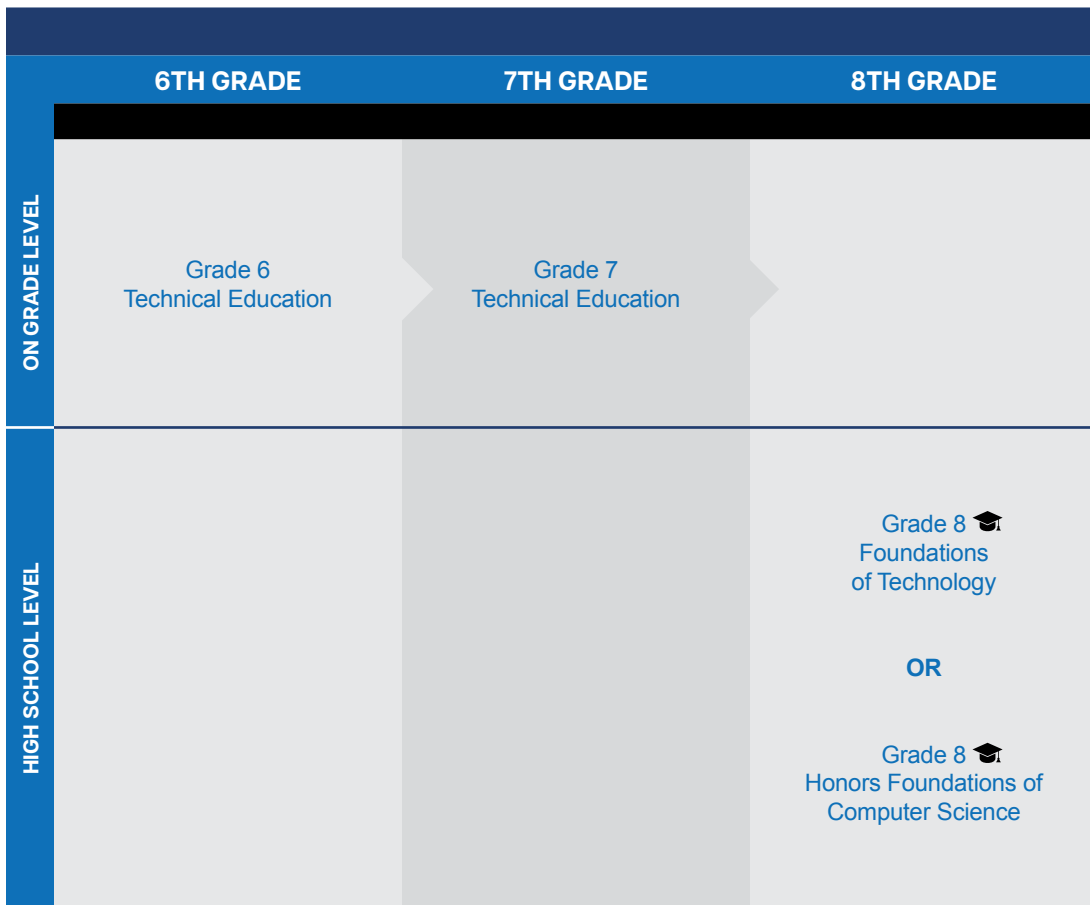 6TH GRADE
7TH GRADE
8TH GRADE
ON GRADE LEVEL
Grade 6
Technical Education
Grade 7
Technical Education
HIGH SCHOOL LEVEL
Grade 8
Foundations
of Technology
OR
Grade 8
Honors Foundations of
Computer Science